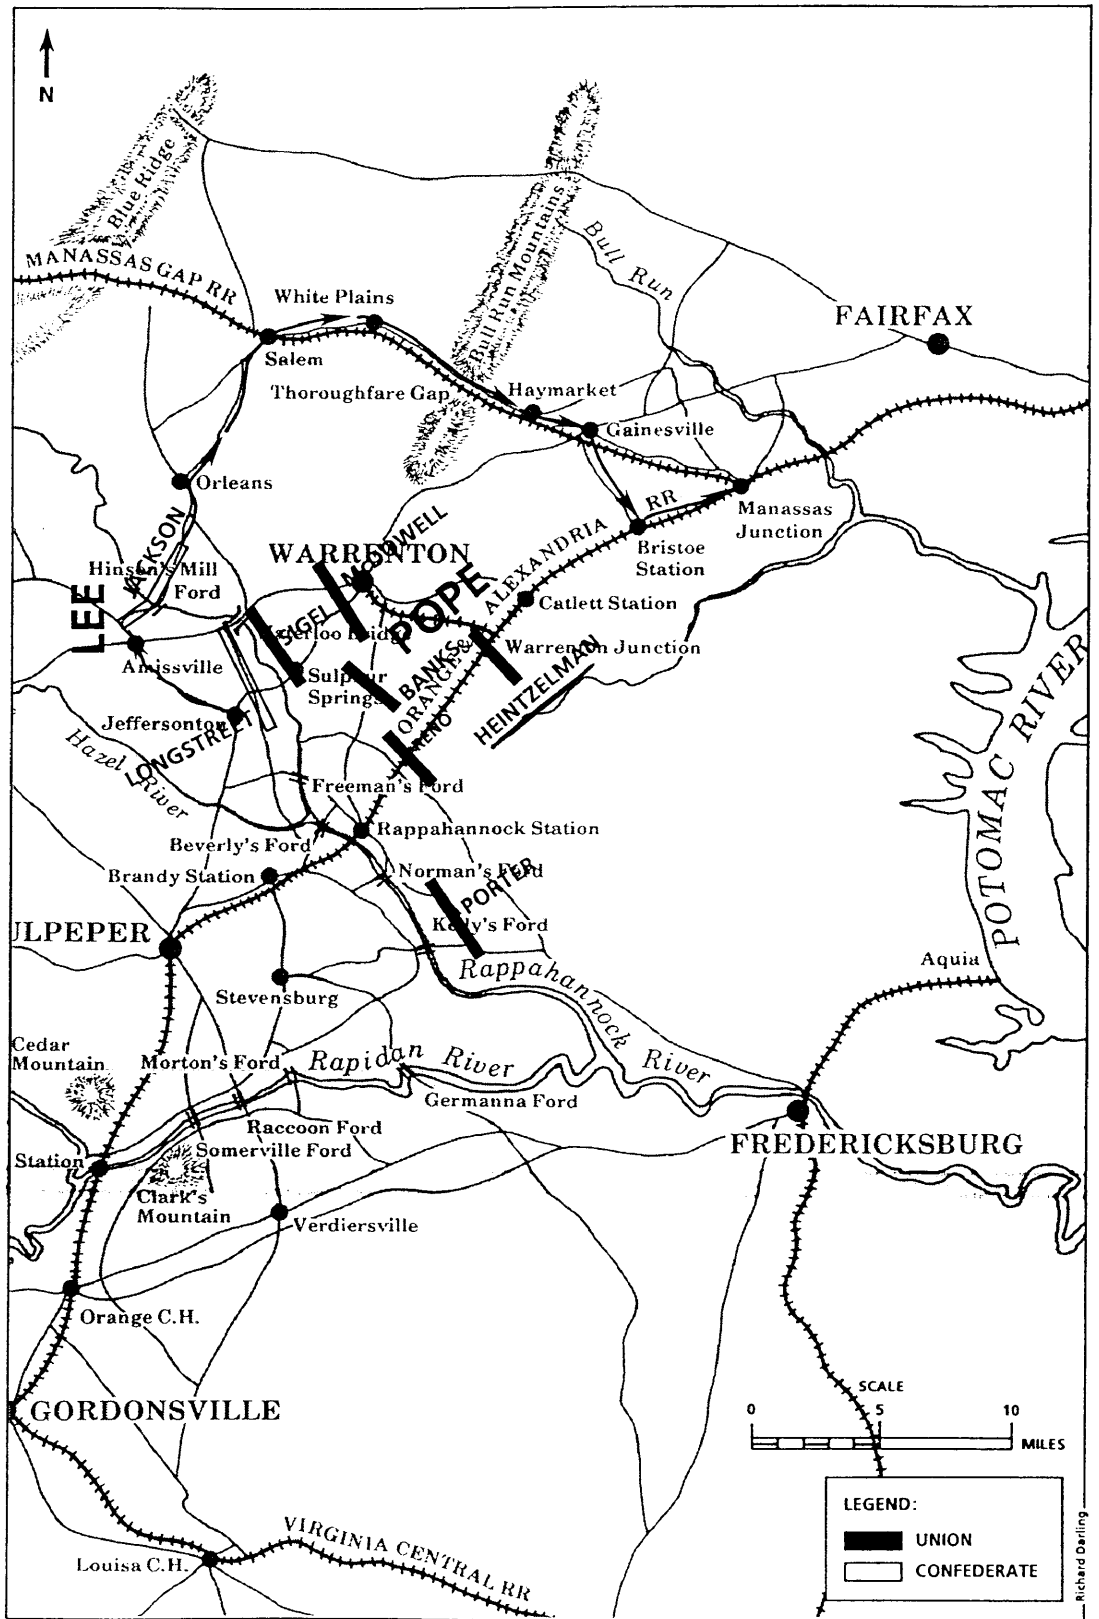 N
Blue Ridge
Bull Run Mountains
Bull Run
MANASSAS GAP RR
White Plains
FAIRFAX
Salem
Thoroughfare Gap
Haymarket
Gainesville
Orleans
RR
Manassas
Junction
JACKSON
McDOWELL
WARRENTON
ALEXANDRIA
Bristoe
Station
Hinson's Mill
Ford
LEE
POPE
Catlett Station
SIGEL
Waterloo Bridge
Warrenton Junction
Amissville
BANKS
ORANGE &
Sulphur
Springs
HEINTZELMAN
POTOMAC RIVER
Jeffersonton
RENO
LONGSTREET
Hazel River
Freeman's Ford
Rappahannock Station
Beverly's Ford
Brandy Station
Norman's Ford
PORTER
Kelly's Ford
ULPEPER
Rappahannock River
Aquia
Stevensburg
Cedar
Mountain
Morton's Ford
Rapidan River
Germanna Ford
Raccoon Ford
Somerville Ford
FREDERICKSBURG
Station
Clark's
Mountain
Verdiersville
Orange C.H.
GORDONSVILLE
SCALE
0 5 10
MILES
VIRGINIA CENTRAL RR
Louisa C.H.
LEGEND:
UNION
CONFEDERATE
Richard Darling